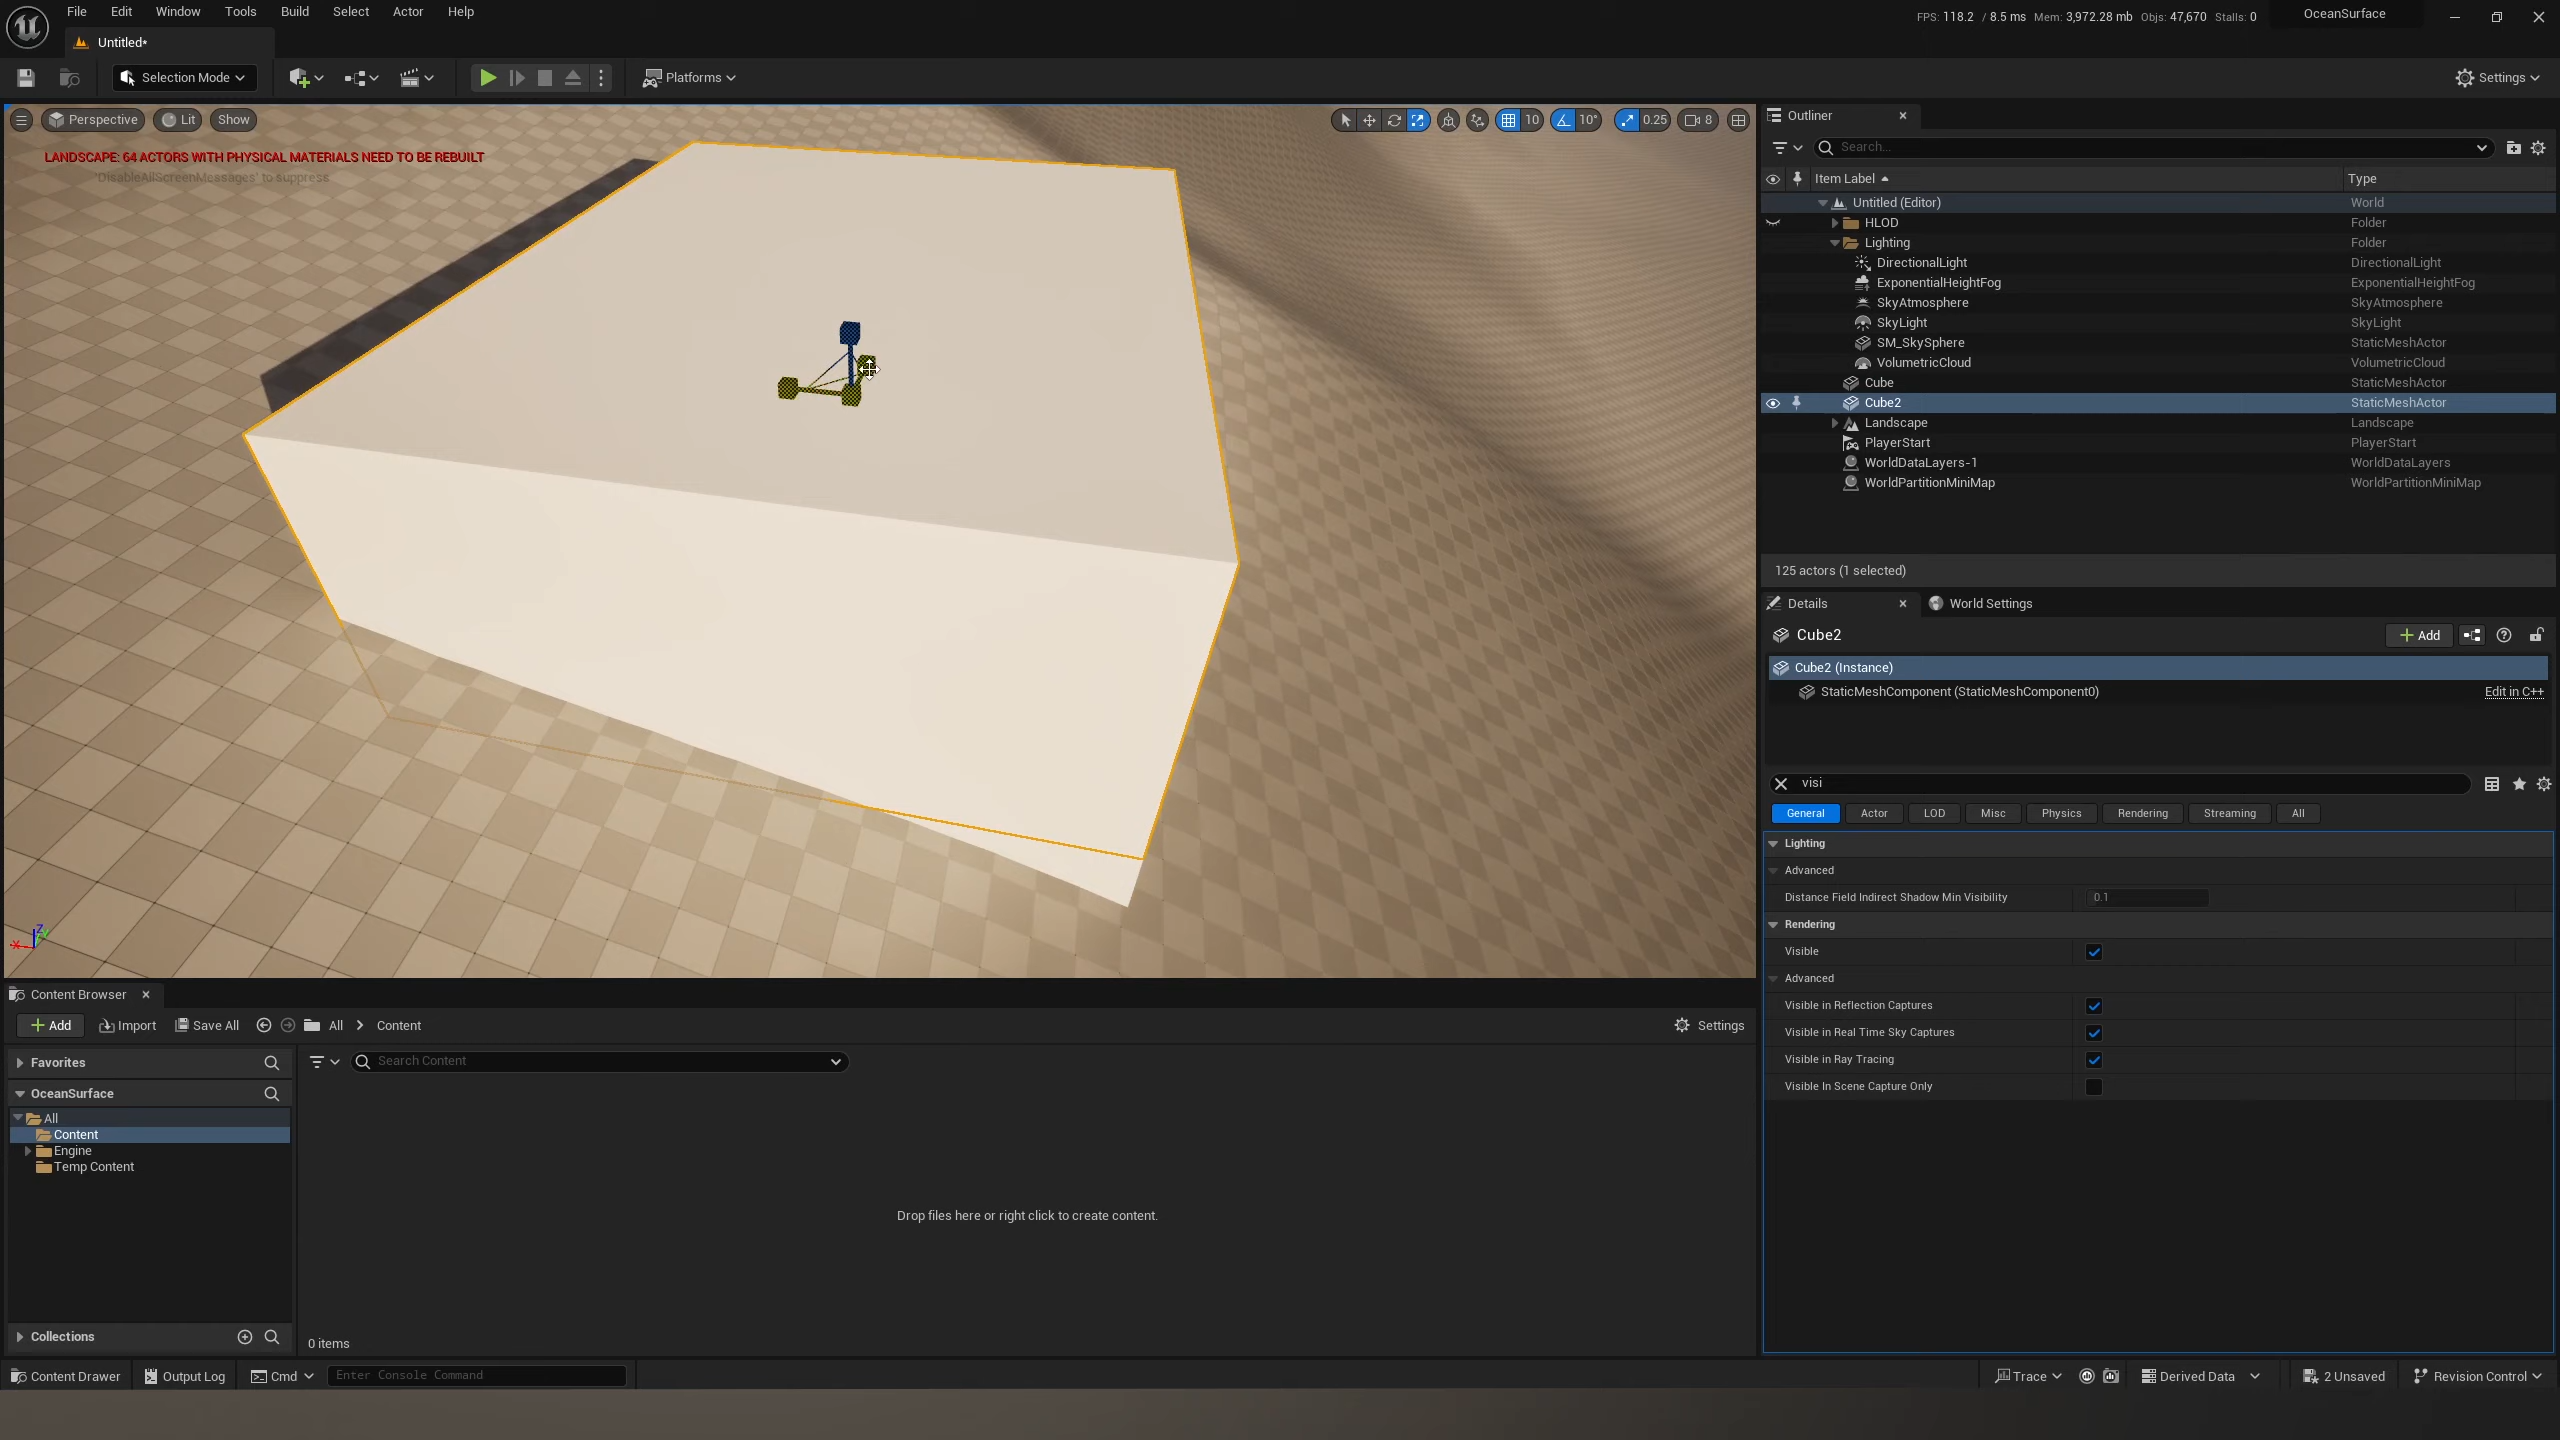 File Edit Window Tools Build Select Actor Help
FPS: 118.2 / 8.5 ms Mem: 3,972.28 mb Objs: 47,670 Stalls: 0
OceanSurface
Untitled*
Selection Mode
Platforms
Settings
Perspective Lit Show
10 10° 0.25 8
LANDSCAPE: 64 ACTORS WITH PHYSICAL MATERIALS NEED TO BE REBUILT
'DisableAllScreenMessages' to suppress
Outliner
Search...
Item Label Type
Untitled (Editor) World
HLOD Folder
Lighting Folder
DirectionalLight DirectionalLight
ExponentialHeightFog ExponentialHeightFog
SkyAtmosphere SkyAtmosphere
SkyLight SkyLight
SM_SkySphere StaticMeshActor
VolumetricCloud VolumetricCloud
Cube StaticMeshActor
Cube2 StaticMeshActor
Landscape Landscape
PlayerStart PlayerStart
WorldDataLayers-1 WorldDataLayers
WorldPartitionMiniMap WorldPartitionMiniMap
125 actors (1 selected)
Details World Settings
Cube2
Add
Cube2 (Instance)
StaticMeshComponent (StaticMeshComponent0) Edit in C++
visi
General Actor LOD Misc Physics Rendering Streaming All
Lighting
Advanced
Distance Field Indirect Shadow Min Visibility 0.1
Rendering
Visible
Advanced
Visible in Reflection Captures
Visible in Real Time Sky Captures
Visible in Ray Tracing
Visible In Scene Capture Only
X Z Y
Content Browser
Add Import Save All All Content
Settings
Favorites
Search Content
OceanSurface
All
Content
Engine
Temp Content
Drop files here or right click to create content.
Collections
0 items
Content Drawer Output Log Cmd Enter Console Command
Trace Derived Data 2 Unsaved Revision Control